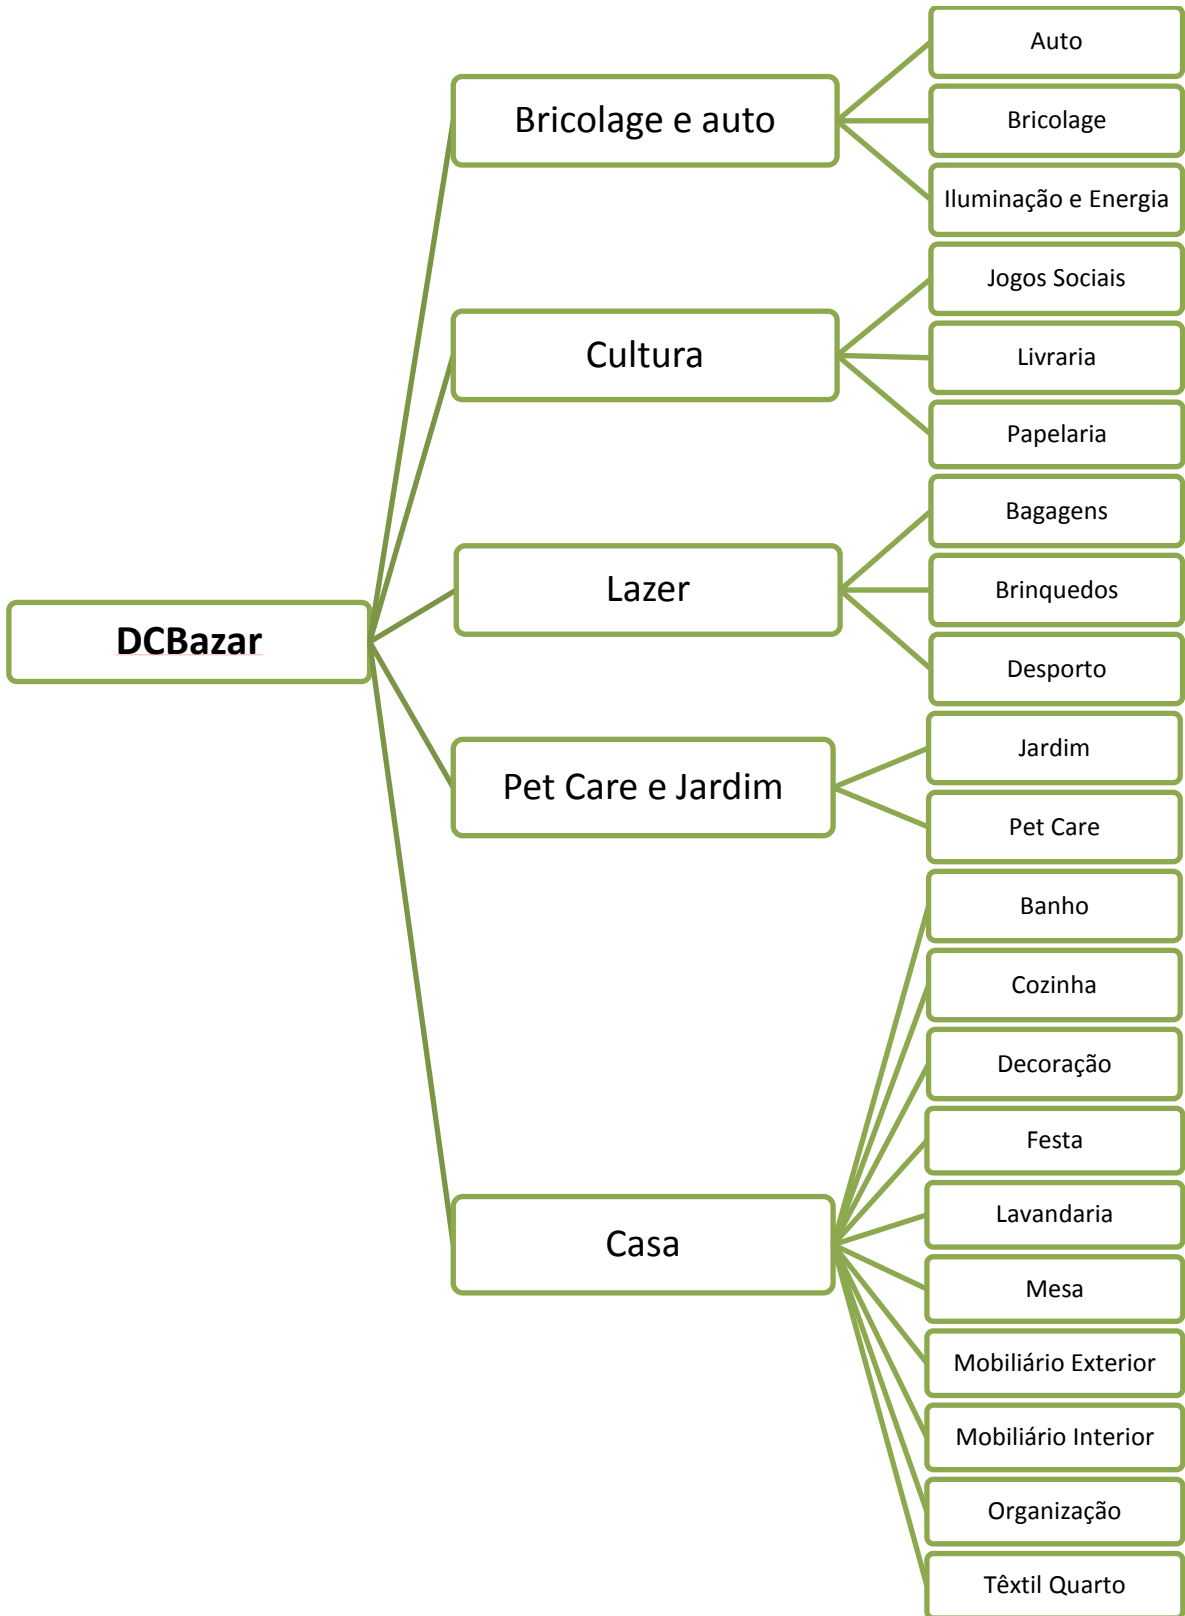 DCBazar
Bricolage e auto
Auto
Bricolage
Iluminação e Energia
Cultura
Jogos Sociais
Livraria
Papelaria
Lazer
Bagagens
Brinquedos
Desporto
Pet Care e Jardim
Jardim
Pet Care
Casa
Banho
Cozinha
Decoração
Festa
Lavandaria
Mesa
Mobiliário Exterior
Mobiliário Interior
Organização
Têxtil Quarto